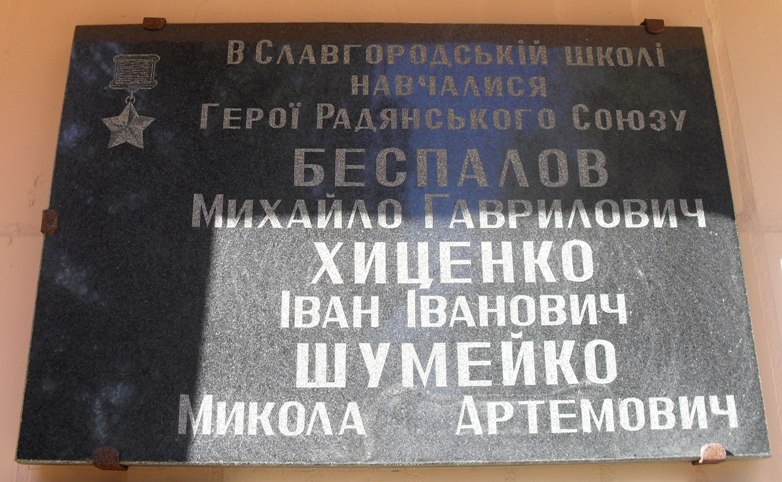 В Славгородській школі
навчалися
Герої Радянського Союзу
БЕСПАЛОВ
Михайло Гаврилович
ХИЦЕНКО
Іван Іванович
ШУМЕЙКО
Микола Артемович